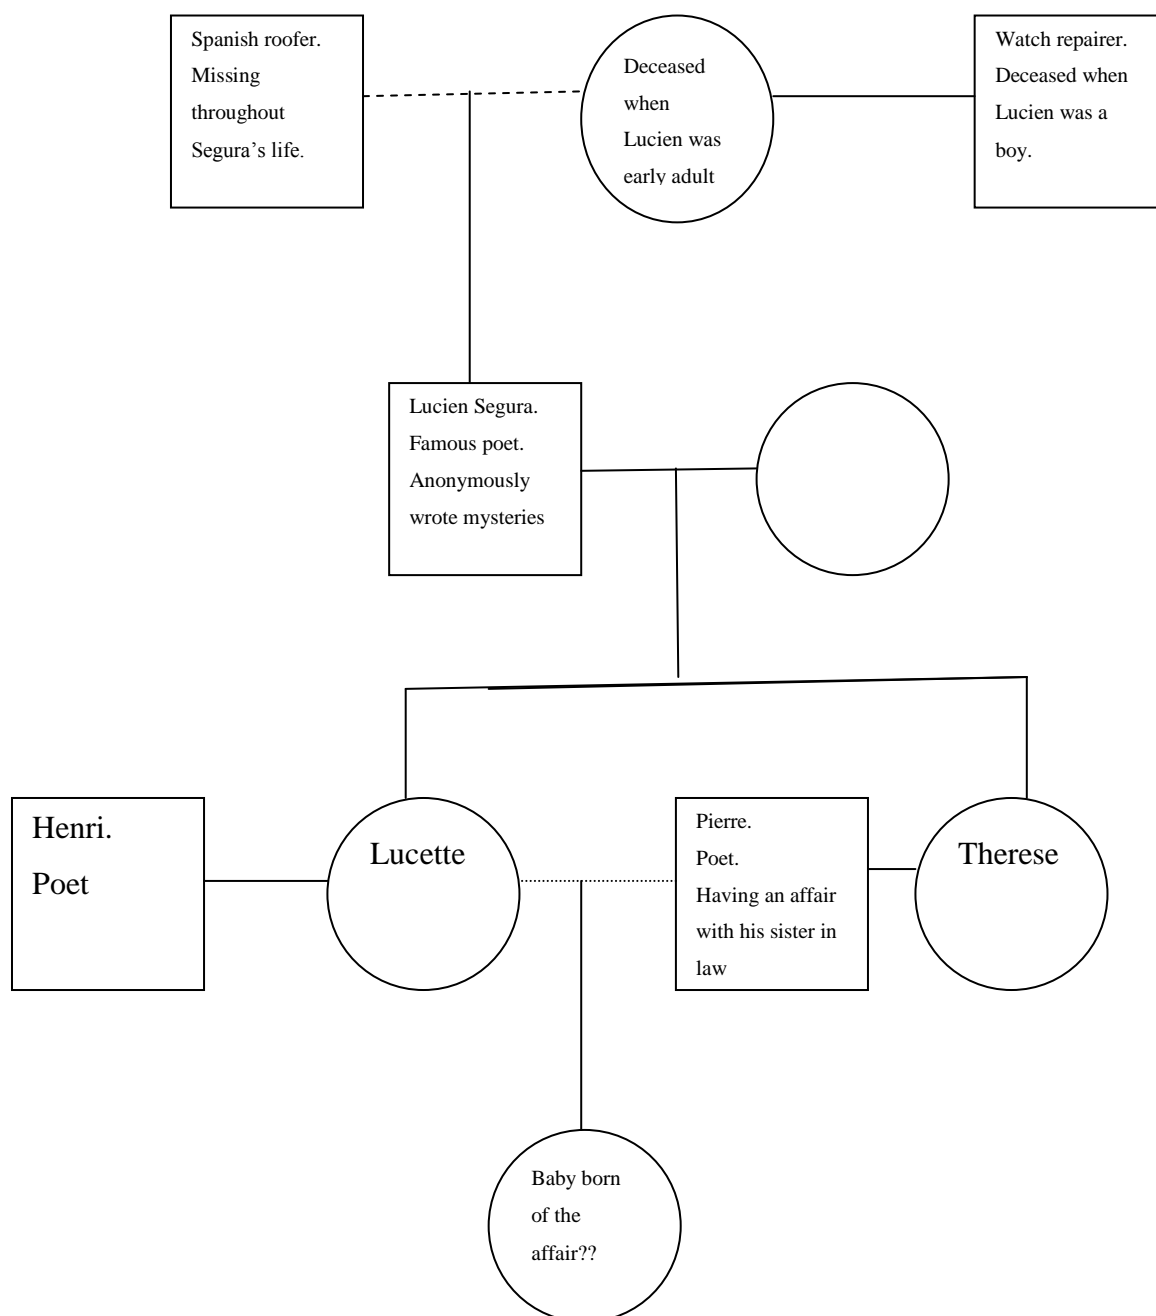 Spanish roofer.
Missing
throughout
Segura’s life.
Deceased
when
Lucien was
early adult
Watch repairer.
Deceased when
Lucien was a
boy.
Lucien Segura.
Famous poet.
Anonymously
wrote mysteries
Henri.
Poet
Lucette
Pierre.
Poet.
Having an affair
with his sister in
law
Therese
Baby born
of the
affair??